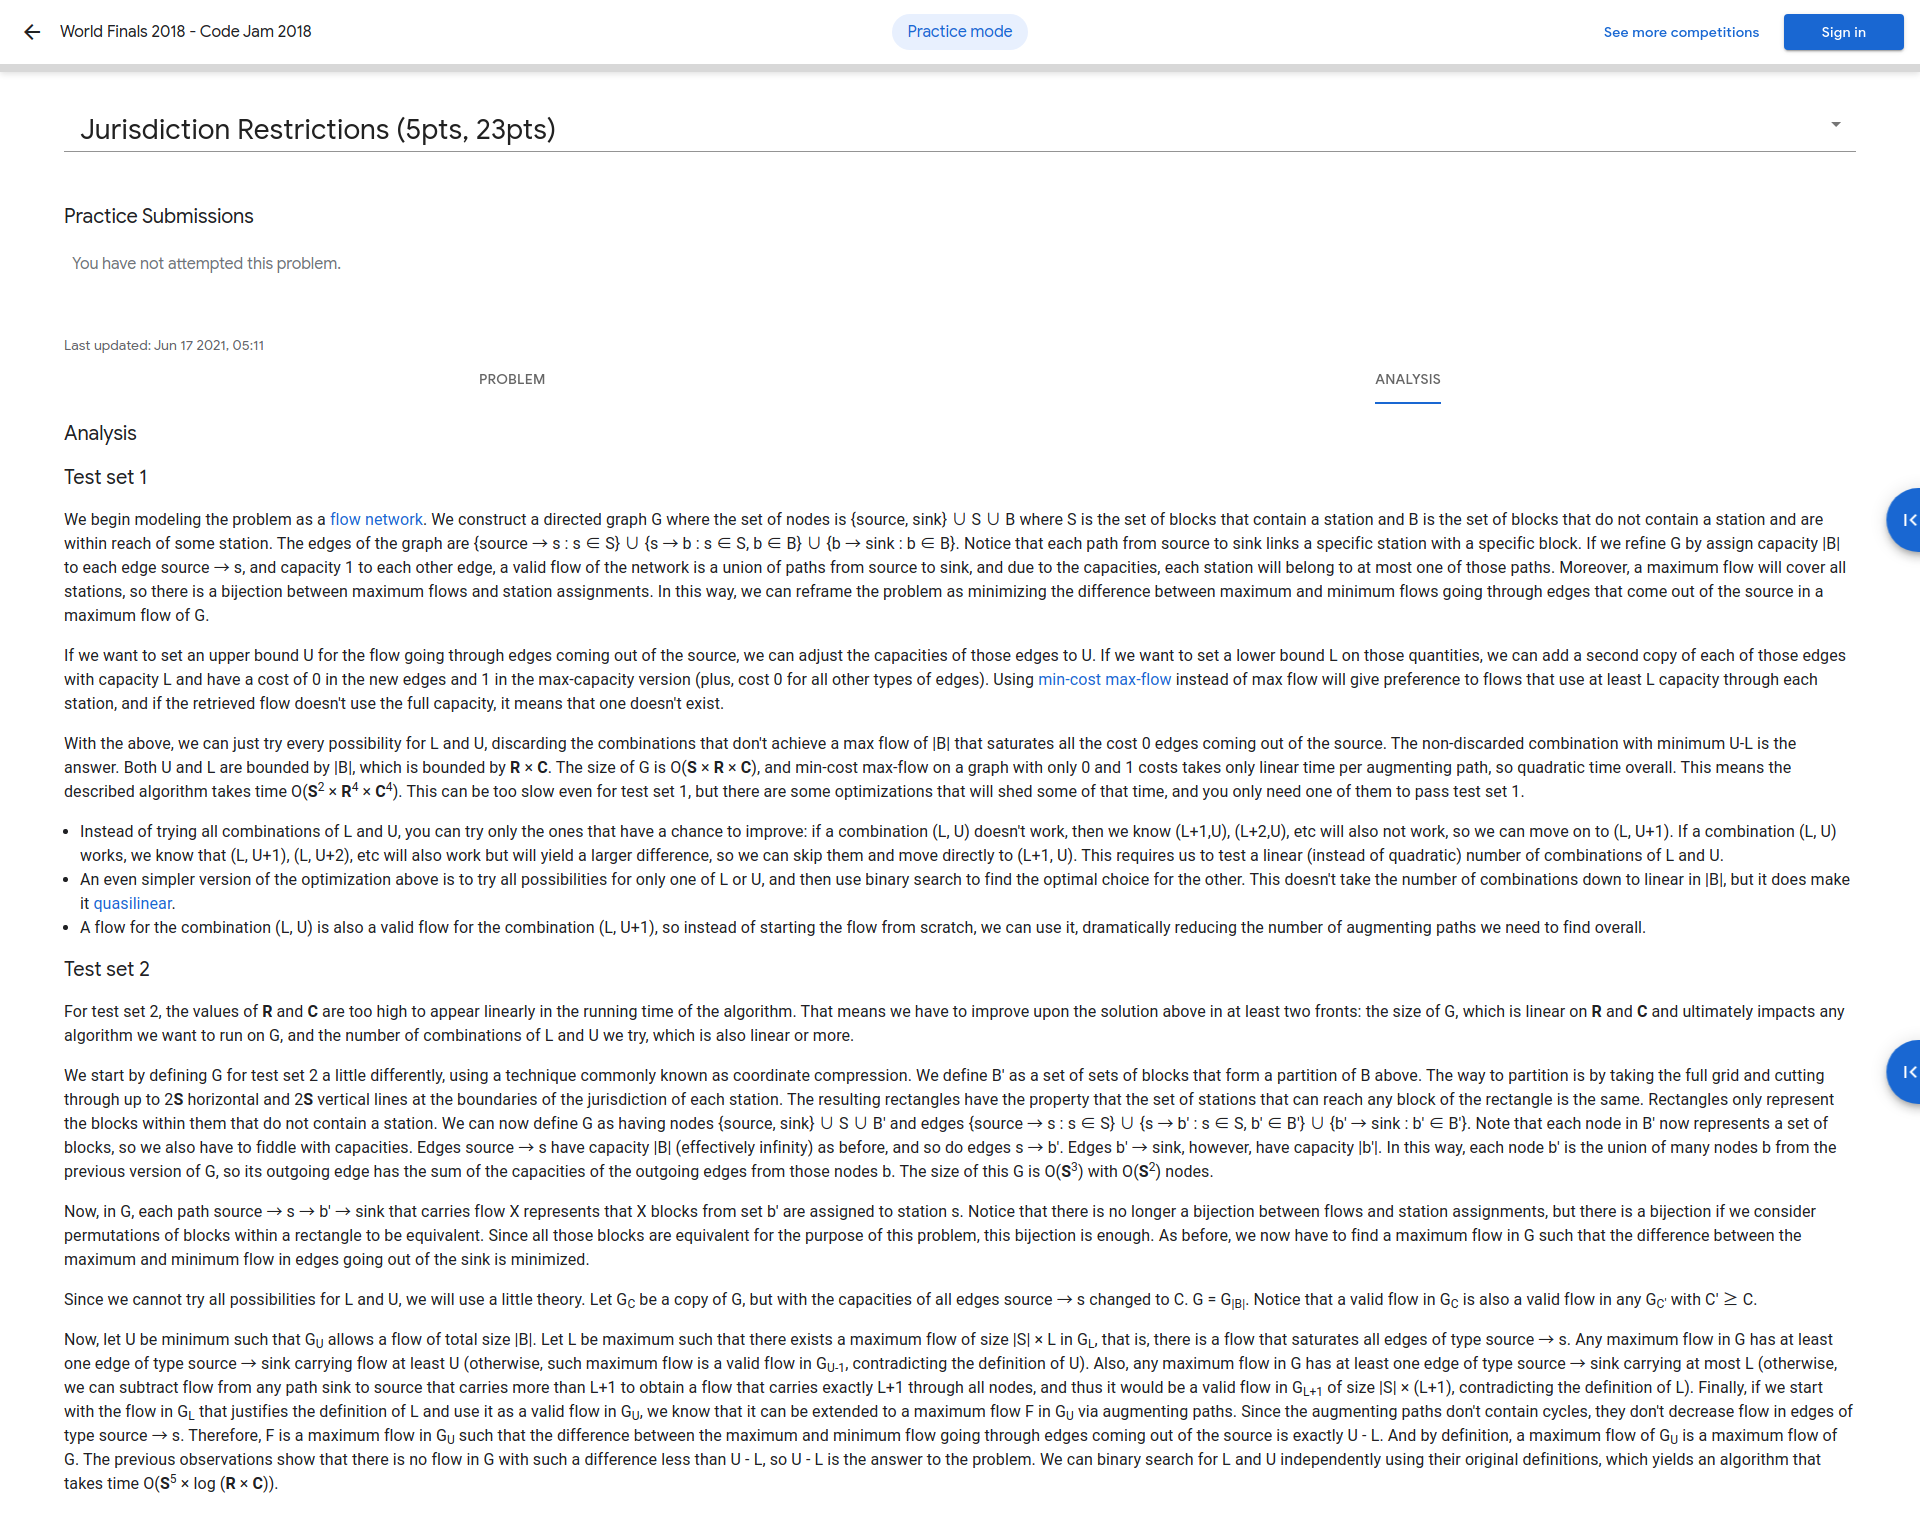 World Finals 2018 - Code Jam 2018
Practice mode
See more competitions
Sign in
Jurisdiction Restrictions (5pts, 23pts)
Practice Submissions
You have not attempted this problem.
Last updated: Jun 17 2021, 05:11
PROBLEM
ANALYSIS
Analysis
Test set 1
We begin modeling the problem as a flow network. We construct a directed graph G where the set of nodes is {source, sink} ∪ S ∪ B where S is the set of blocks that contain a station and B is the set of blocks that do not contain a station and are
within reach of some station. The edges of the graph are {source → s : s ∈ S} ∪ {s → b : s ∈ S, b ∈ B} ∪ {b → sink : b ∈ B}. Notice that each path from source to sink links a specific station with a specific block. If we refine G by assign capacity |B|
to each edge source → s, and capacity 1 to each other edge, a valid flow of the network is a union of paths from source to sink, and due to the capacities, each station will belong to at most one of those paths. Moreover, a maximum flow will cover all
stations, so there is a bijection between maximum flows and station assignments. In this way, we can reframe the problem as minimizing the difference between maximum and minimum flows going through edges that come out of the source in a
maximum flow of G.
If we want to set an upper bound U for the flow going through edges coming out of the source, we can adjust the capacities of those edges to U. If we want to set a lower bound L on those quantities, we can add a second copy of each of those edges
with capacity L and have a cost of 0 in the new edges and 1 in the max-capacity version (plus, cost 0 for all other types of edges). Using min-cost max-flow instead of max flow will give preference to flows that use at least L capacity through each
station, and if the retrieved flow doesn't use the full capacity, it means that one doesn't exist.
With the above, we can just try every possibility for L and U, discarding the combinations that don't achieve a max flow of |B| that saturates all the cost 0 edges coming out of the source. The non-discarded combination with minimum U-L is the
answer. Both U and L are bounded by |B|, which is bounded by R × C. The size of G is O(S × R × C), and min-cost max-flow on a graph with only 0 and 1 costs takes only linear time per augmenting path, so quadratic time overall. This means the
described algorithm takes time O(S² × R⁴ × C⁴). This can be too slow even for test set 1, but there are some optimizations that will shed some of that time, and you only need one of them to pass test set 1.
• Instead of trying all combinations of L and U, you can try only the ones that have a chance to improve: if a combination (L, U) doesn't work, then we know (L+1,U), (L+2,U), etc will also not work, so we can move on to (L, U+1). If a combination (L, U)
works, we know that (L, U+1), (L, U+2), etc will also work but will yield a larger difference, so we can skip them and move directly to (L+1, U). This requires us to test a linear (instead of quadratic) number of combinations of L and U.
• An even simpler version of the optimization above is to try all possibilities for only one of L or U, and then use binary search to find the optimal choice for the other. This doesn't take the number of combinations down to linear in |B|, but it does make
it quasilinear.
• A flow for the combination (L, U) is also a valid flow for the combination (L, U+1), so instead of starting the flow from scratch, we can use it, dramatically reducing the number of augmenting paths we need to find overall.
Test set 2
For test set 2, the values of R and C are too high to appear linearly in the running time of the algorithm. That means we have to improve upon the solution above in at least two fronts: the size of G, which is linear on R and C and ultimately impacts any
algorithm we want to run on G, and the number of combinations of L and U we try, which is also linear or more.
We start by defining G for test set 2 a little differently, using a technique commonly known as coordinate compression. We define B' as a set of sets of blocks that form a partition of B above. The way to partition is by taking the full grid and cutting
through up to 2S horizontal and 2S vertical lines at the boundaries of the jurisdiction of each station. The resulting rectangles have the property that the set of stations that can reach any block of the rectangle is the same. Rectangles only represent
the blocks within them that do not contain a station. We can now define G as having nodes {source, sink} ∪ S ∪ B' and edges {source → s : s ∈ S} ∪ {s → b' : s ∈ S, b' ∈ B'} ∪ {b' → sink : b' ∈ B'}. Note that each node in B' now represents a set of
blocks, so we also have to fiddle with capacities. Edges source → s have capacity |B| (effectively infinity) as before, and so do edges s → b'. Edges b' → sink, however, have capacity |b'|. In this way, each node b' is the union of many nodes b from the
previous version of G, so its outgoing edge has the sum of the capacities of the outgoing edges from those nodes b. The size of this G is O(S³) with O(S²) nodes.
Now, in G, each path source → s → b' → sink that carries flow X represents that X blocks from set b' are assigned to station s. Notice that there is no longer a bijection between flows and station assignments, but there is a bijection if we consider
permutations of blocks within a rectangle to be equivalent. Since all those blocks are equivalent for the purpose of this problem, this bijection is enough. As before, we now have to find a maximum flow in G such that the difference between the
maximum and minimum flow in edges going out of the sink is minimized.
Since we cannot try all possibilities for L and U, we will use a little theory. Let G_C be a copy of G, but with the capacities of all edges source → s changed to C. G = G_|B|. Notice that a valid flow in G_C is also a valid flow in any G_C' with C' ≥ C.
Now, let U be minimum such that G_U allows a flow of total size |B|. Let L be maximum such that there exists a maximum flow of size |S| × L in G_L, that is, there is a flow that saturates all edges of type source → s. Any maximum flow in G has at least
one edge of type source → sink carrying flow at least U (otherwise, such maximum flow is a valid flow in G_U-1, contradicting the definition of U). Also, any maximum flow in G has at least one edge of type source → sink carrying at most L (otherwise,
we can subtract flow from any path sink to source that carries more than L+1 to obtain a flow that carries exactly L+1 through all nodes, and thus it would be a valid flow in G_L+1 of size |S| × (L+1), contradicting the definition of L). Finally, if we start
with the flow in G_L that justifies the definition of L and use it as a valid flow in G_U, we know that it can be extended to a maximum flow F in G_U via augmenting paths. Since the augmenting paths don't contain cycles, they don't decrease flow in edges of
type source → s. Therefore, F is a maximum flow in G_U such that the difference between the maximum and minimum flow going through edges coming out of the source is exactly U - L. And by definition, a maximum flow of G_U is a maximum flow of
G. The previous observations show that there is no flow in G with such a difference less than U - L, so U - L is the answer to the problem. We can binary search for L and U independently using their original definitions, which yields an algorithm that
takes time O(S⁵ × log (R × C)).